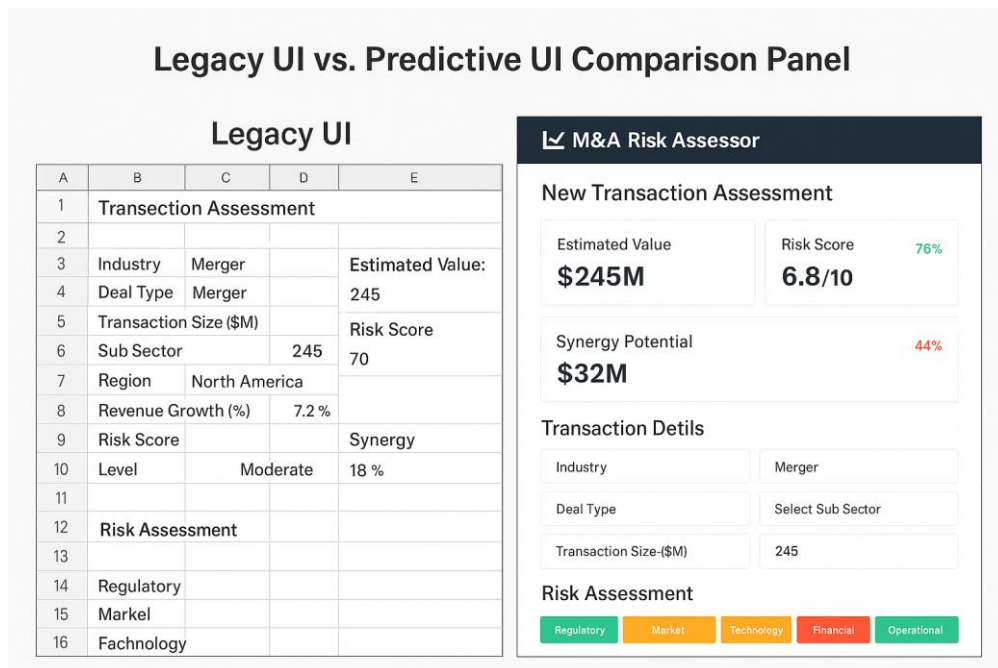 Legacy UI vs. Predictive UI Comparison Panel
Legacy UI
A B C D E
1 Transection Assessment
2
3 Industry Merger Estimated Value:
4 Deal Type Merger 245
5 Transaction Size ($M) Risk Score
6 Sub Sector 245 70
7 Region North America
8 Revenue Growth (%) 7.2 %
9 Risk Score Synergy
10 Level Moderate 18 %
11
12 Risk Assessment
13
14 Regulatory
15 Markel
16 Fachnology
M&A Risk Assessor
New Transaction Assessment
Estimated Value
$245M
Risk Score 76%
6.8/10
Synergy Potential 44%
$32M
Transaction Detils
Industry Merger
Deal Type Select Sub Sector
Transaction Size-($M) 245
Risk Assessment
Regulatory Market Technology Financial Operational